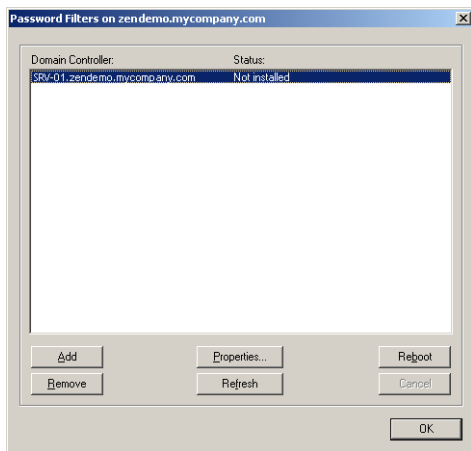 Password Filters on zendemo.mycompany.com
Domain Controller: Status:
SRV-01.zendemo.mycompany.com Not installed
Add Properties... Reboot
Remove Refresh Cancel
OK